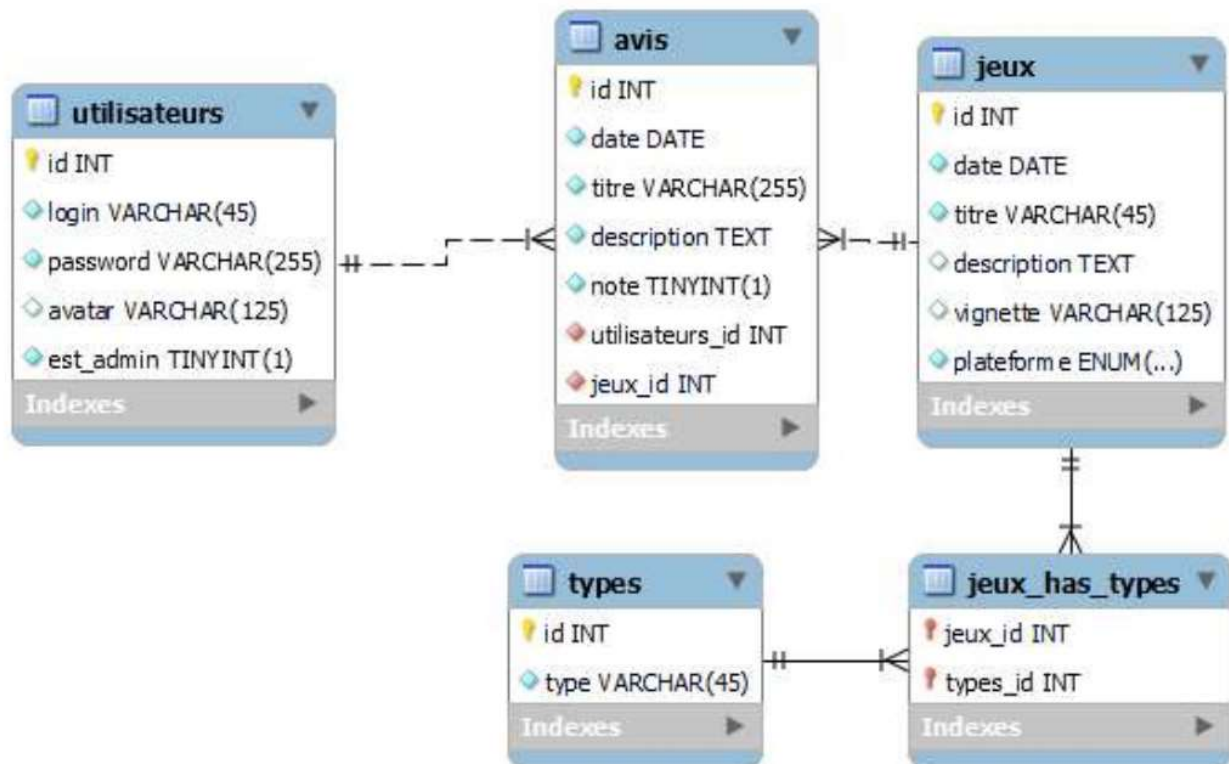 utilisateurs
id INT
login VARCHAR(45)
password VARCHAR(255)
avatar VARCHAR(125)
est_admin TINYINT(1)
Indexes
avis
id INT
date DATE
titre VARCHAR(255)
description TEXT
note TINYINT(1)
utilisateurs_id INT
jeux_id INT
Indexes
jeux
id INT
date DATE
titre VARCHAR(45)
description TEXT
vignette VARCHAR(125)
plateforme ENUM(...)
Indexes
types
id INT
type VARCHAR(45)
Indexes
jeux_has_types
jeux_id INT
types_id INT
Indexes